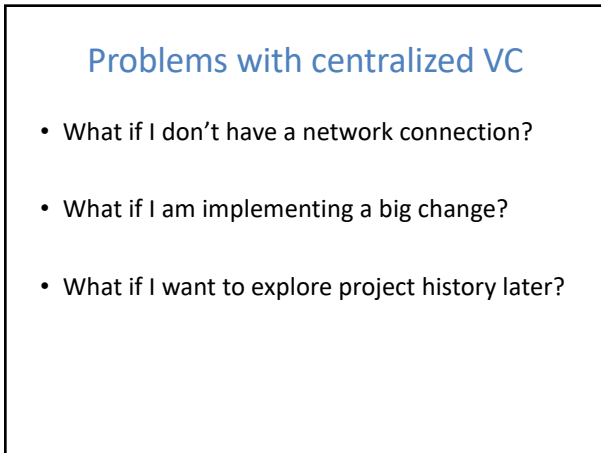 Problems with centralized VC
• What if I don’t have a network connection?
• What if I am implementing a big change?
• What if I want to explore project history later?